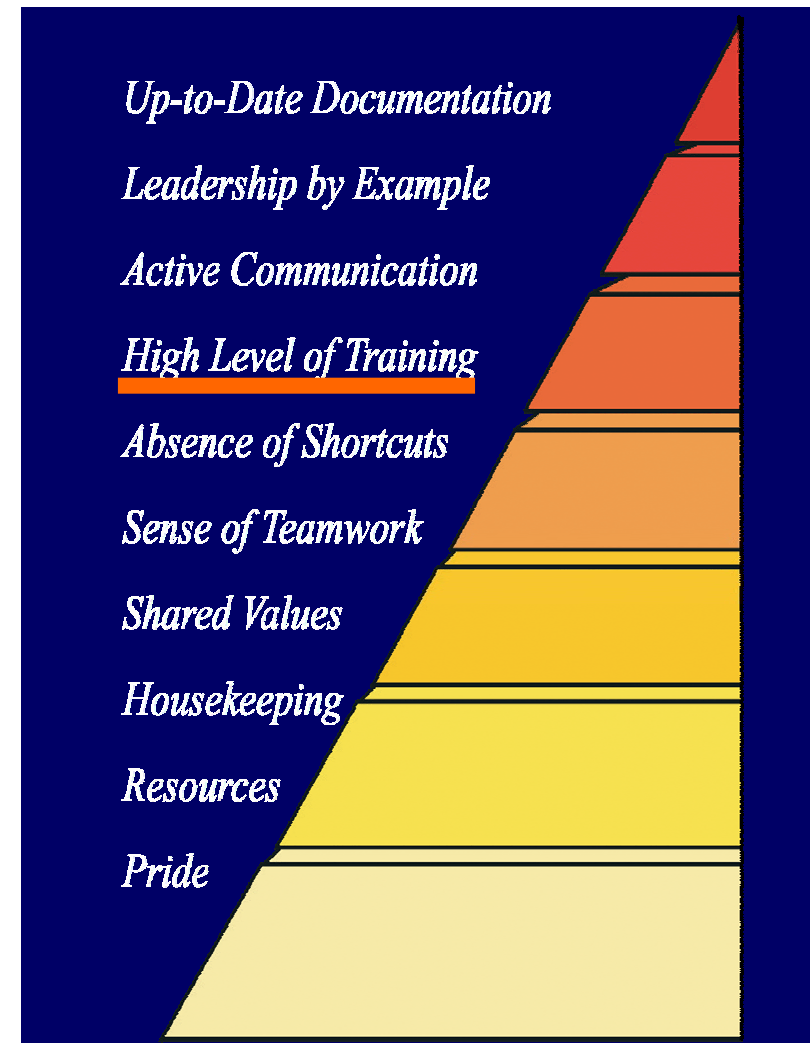 Up-to-Date Documentation
Leadership by Example
Active Communication
High Level of Training
Absence of Shortcuts
Sense of Teamwork
Shared Values
Housekeeping
Resources
Pride